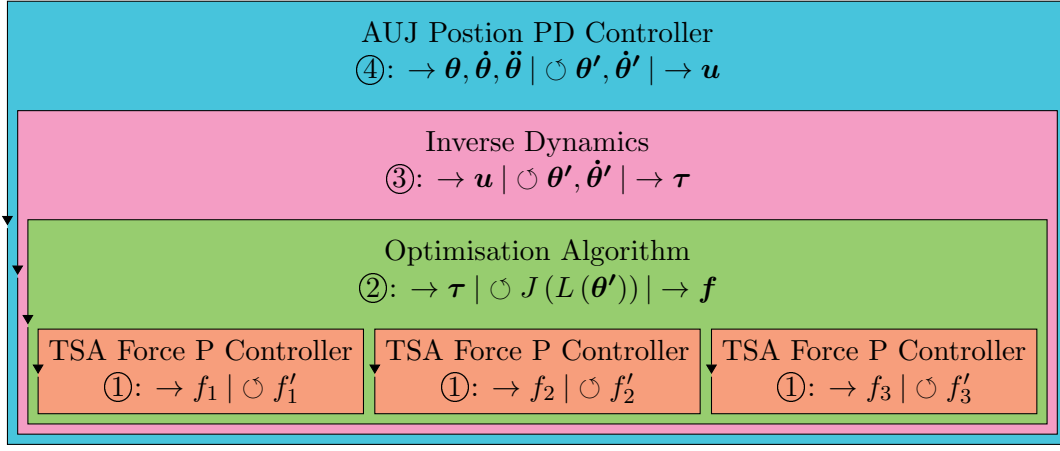 AUJ Postion PD Controller
④: → θ, θ̇, θ̈ | ↺ θ′, θ̇′ | → u
Inverse Dynamics
③: → u | ↺ θ′, θ̇′ | → τ
Optimisation Algorithm
②: → τ | ↺ J (L (θ′)) | → f
TSA Force P Controller
①: → f₁ | ↺ f′₁
TSA Force P Controller
①: → f₂ | ↺ f′₂
TSA Force P Controller
①: → f₃ | ↺ f′₃